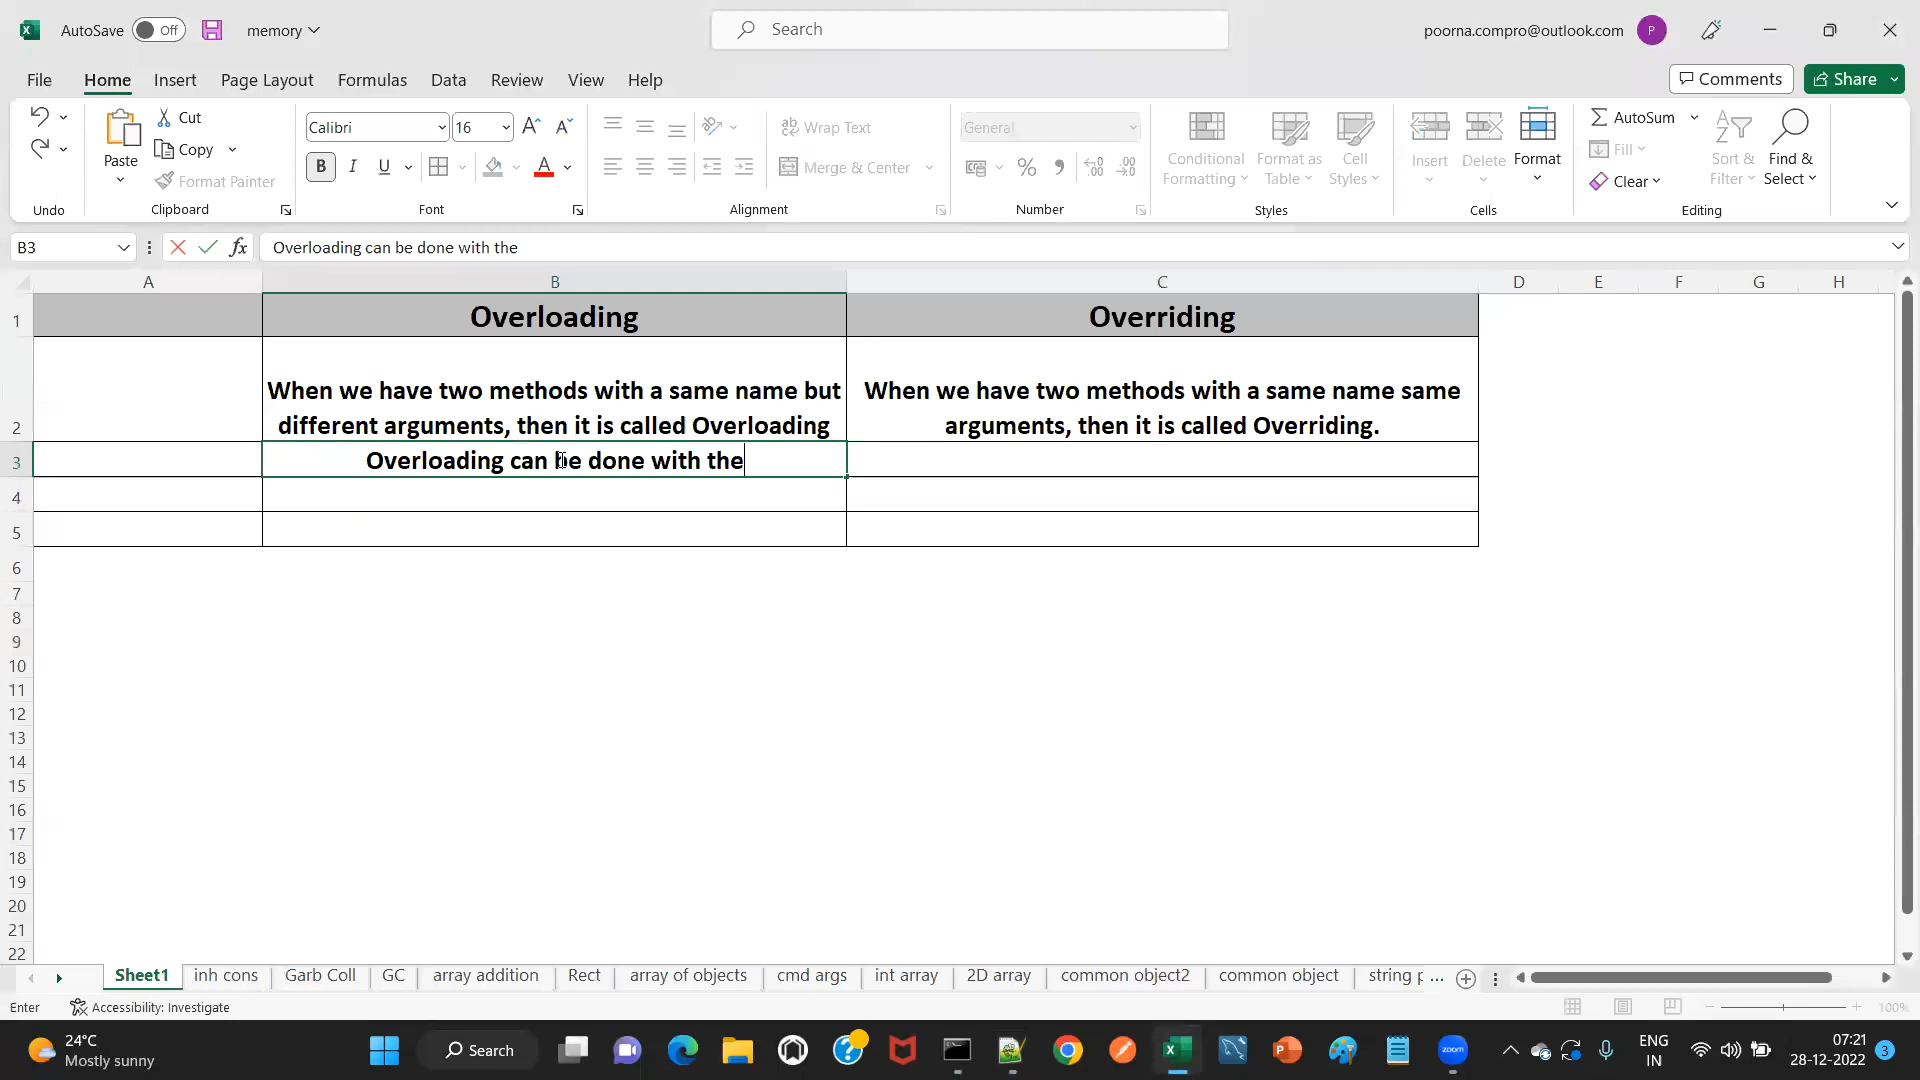 AutoSave Off memory Search poorna.compro@outlook.com P
File Home Insert Page Layout Formulas Data Review View Help Comments Share
Paste Cut Copy Format Painter
Calibri 16 B I U A
ab Wrap Text Merge & Center
General % 9
Conditional Formatting Format as Table Cell Styles
Insert Delete Format
AutoSum Fill Clear Sort & Filter Find & Select
Undo Clipboard Font Alignment Number Styles Cells Editing
B3 fx Overloading can be done with the
A B C D E F G H
1 Overloading Overriding
When we have two methods with a same name but When we have two methods with a same name same
2 different arguments, then it is called Overloading arguments, then it is called Overriding.
3 Overloading can be done with the
4
5
6
7
8
9
10
11
12
13
14
15
16
17
18
19
20
21
22
Sheet1 inh cons Garb Coll GC array addition Rect array of objects cmd args int array 2D array common object2 common object string p ...
Enter Accessibility: Investigate 100%
24°C ENG 07:21
Mostly sunny Search zoom IN 28-12-2022 3